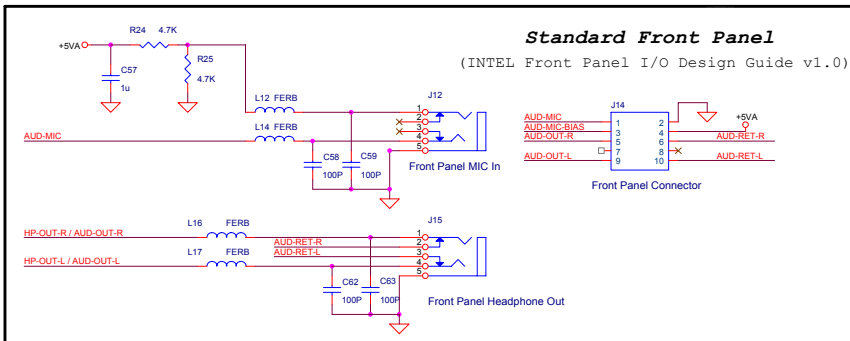 Standard Front Panel
(INTEL Front Panel I/O Design Guide v1.0)
R24 4.7K
+5VA
R25
4.7K
C57
1u
L12 FERB
J12
1
2
3
4
5
L14 FERB
AUD-MIC
C58
100P
C59
100P
Front Panel MIC In
J14
+5VA
AUD-MIC
AUD-MIC-BIAS
AUD-OUT-R
AUD-OUT-L
1 2
3 4
5 6
7 8
9 10
AUD-RET-R
AUD-RET-L
Front Panel Connector
L16 FERB
J15
HP-OUT-R / AUD-OUT-R
AUD-RET-R
AUD-RET-L
1
2
3
4
5
L17 FERB
HP-OUT-L / AUD-OUT-L
C62
100P
C63
100P
Front Panel Headphone Out